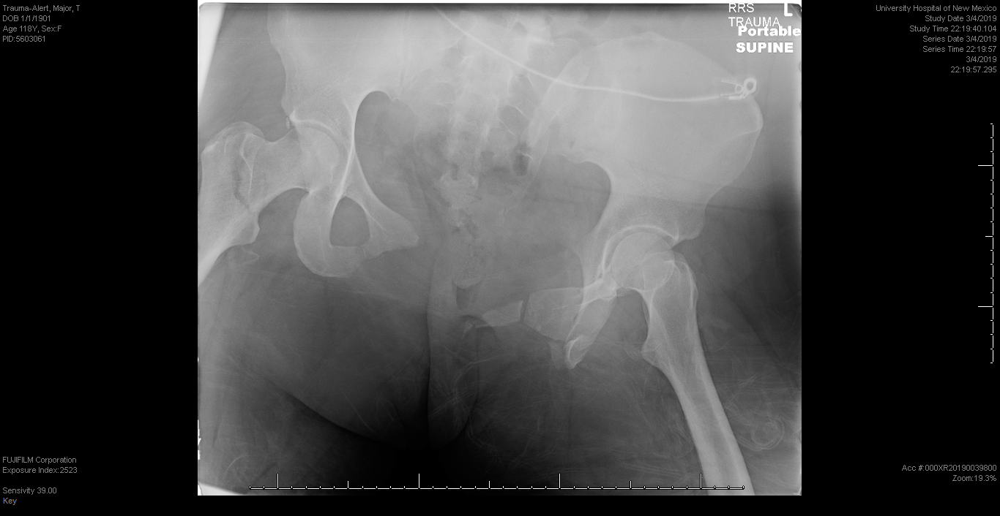 Trauma-Alert, Major, T
DOB 1/1/1901
Age 118Y, Sex:F
PID:5603061
RRS
L
TRAUMA
Portable
SUPINE
University Hospital of New Mexico
Study Date 3/4/2019
Study Time 22:19:40.104
Series Date 3/4/2019
Series Time 22:19:57
3/4/2019
22:19:57.295
FUJIFILM Corporation
Exposure Index:2523
Sensivity 39.00
Key
Acc #:000XR20190039800
Zoom:19.3%